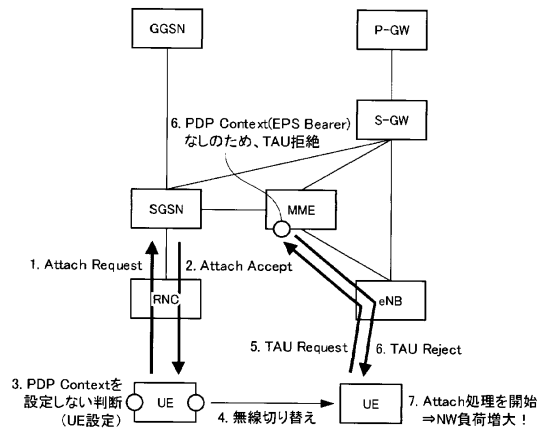 GGSN
P-GW
S-GW
6. PDP Context(EPS Bearer)
なしのため、TAU拒絶
SGSN
MME
1. Attach Request
2. Attach Accept
RNC
eNB
5. TAU Request
6. TAU Reject
3. PDP Contextを
設定しない判断
(UE設定)
UE
4. 無線切り替え
UE
7. Attach処理を開始
⇒NW負荷増大！